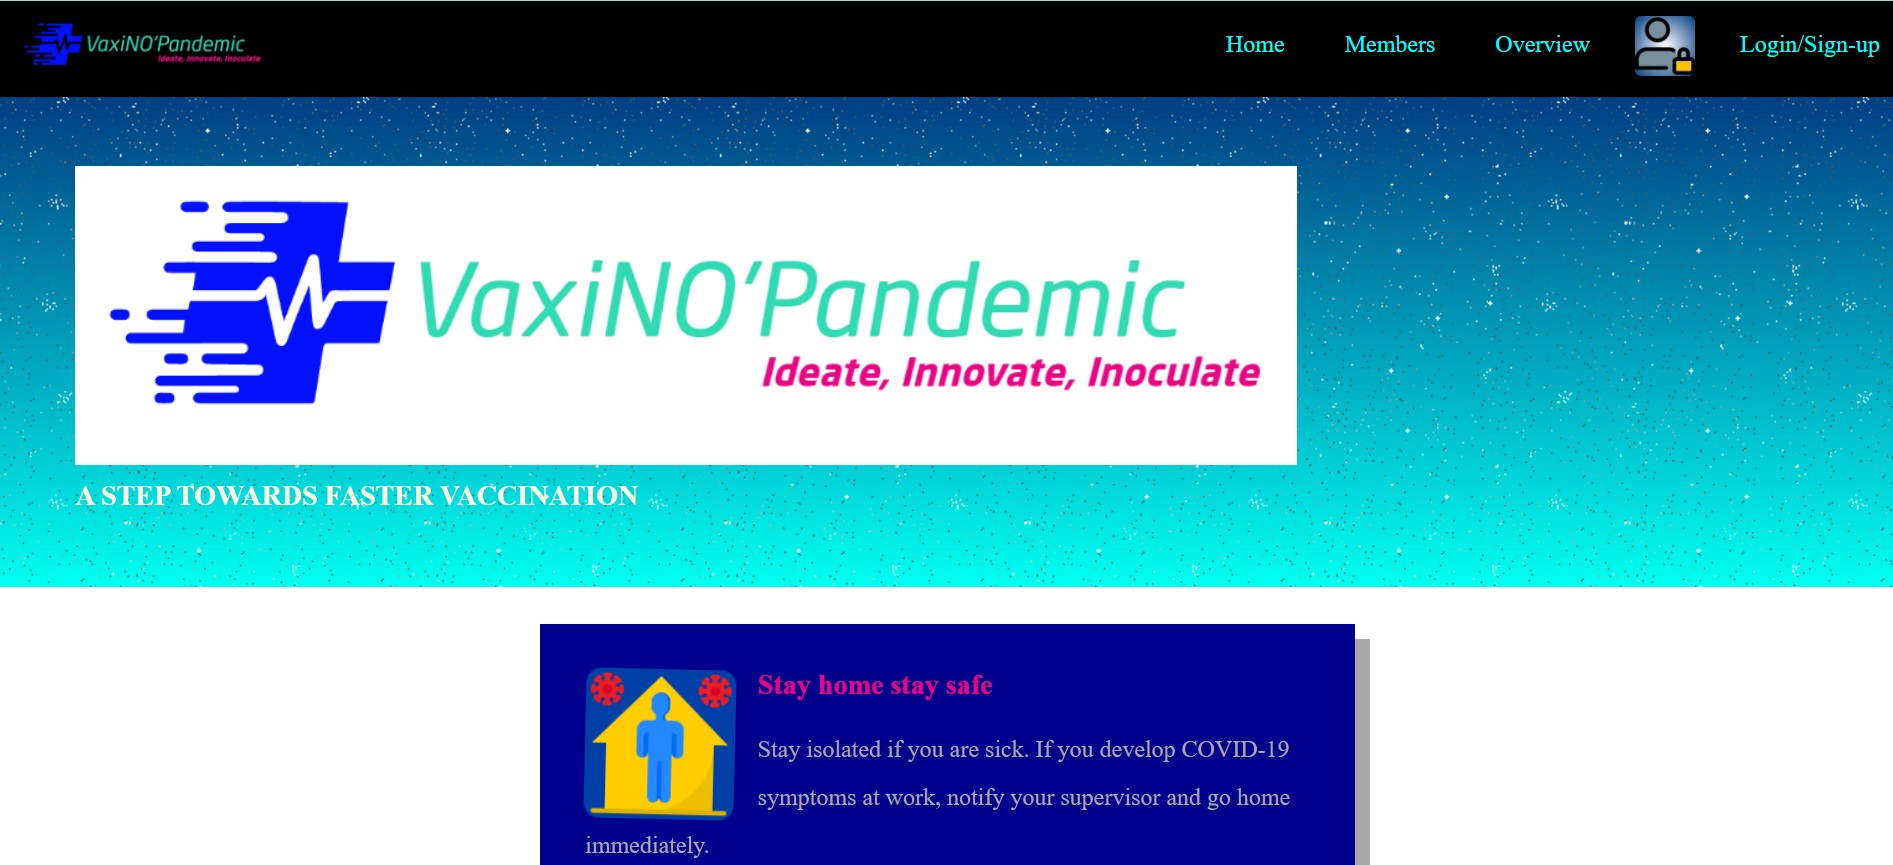 VaxiNO'Pandemic
Ideate, Innovate, Inoculate
Home
Members
Overview
Login/Sign-up
VaxiNO'Pandemic
Ideate, Innovate, Inoculate
A STEP TOWARDS FASTER VACCINATION
Stay home stay safe
Stay isolated if you are sick. If you develop COVID-19
symptoms at work, notify your supervisor and go home
immediately.